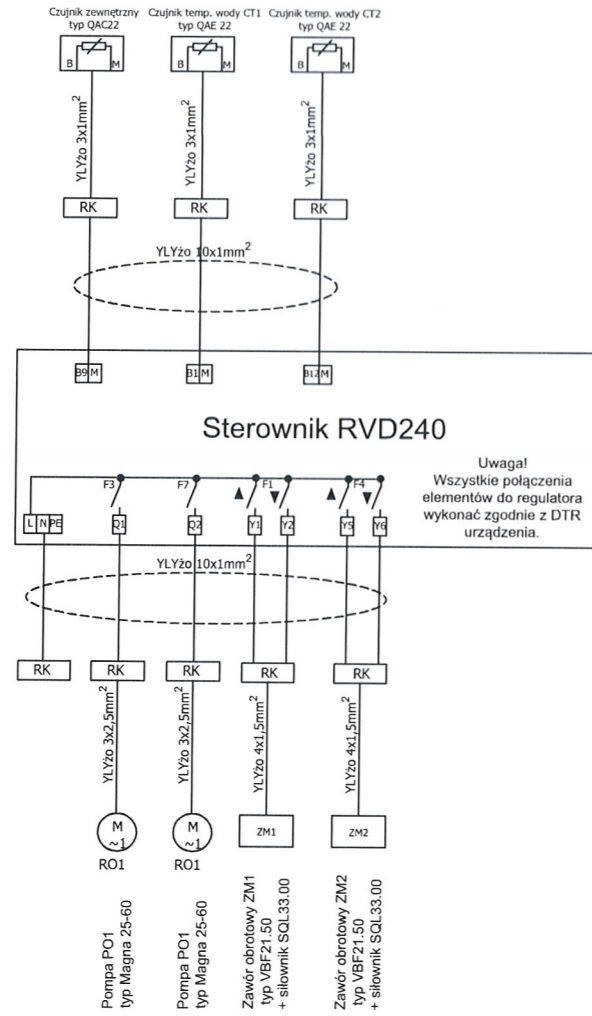 Czujnik zewnętrzny
typ QAC22
Czujnik temp. wody CT1
typ QAE 22
Czujnik temp. wody CT2
typ QAE 22
B M
B M
B M
YLYżo 3x1mm²
YLYżo 3x1mm²
YLYżo 3x1mm²
RK
RK
RK
YLYżo 10x1mm²
B9 M
B1 M
B12 M
Sterownik RVD240
Uwaga!
Wszystkie połączenia
elementów do regulatora
wykonać zgodnie z DTR
urządzenia.
F3
F7
F1
F4
L N PE
Q1
Q2
Y1
Y2
Y5
Y6
YLYżo 10x1mm²
RK
RK
RK
RK
RK
YLYżo 3x2,5mm²
YLYżo 3x2,5mm²
YLYżo 4x1,5mm²
YLYżo 4x1,5mm²
M
~1
M
~1
ZM1
ZM2
RO1
RO1
Pompa PO1
typ Magna 25-60
Pompa PO1
typ Magna 25-60
Zawór obrotowy ZM1
typ VBF21.50
+ siłownik SQL33.00
Zawór obrotowy ZM2
typ VBF21.50
+ siłownik SQL33.00